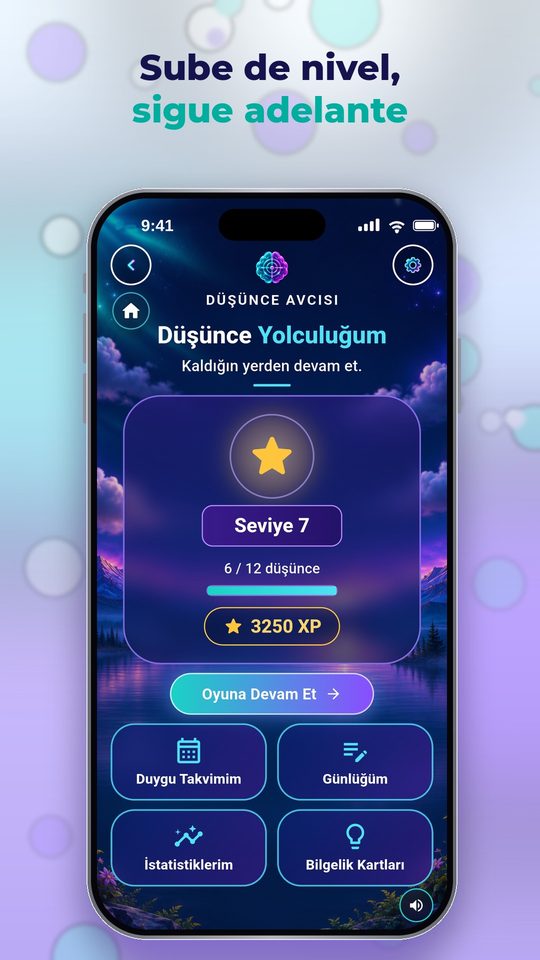 Sube de nivel,
sigue adelante
9:41
DÜŞÜNCE AVCISI
Düşünce Yolculuğum
Kaldığın yerden devam et.
Seviye 7
6 / 12 düşünce
3250 XP
Oyuna Devam Et →
Duygu Takvimim
Günlüğüm
İstatistiklerim
Bilgelik Kartları